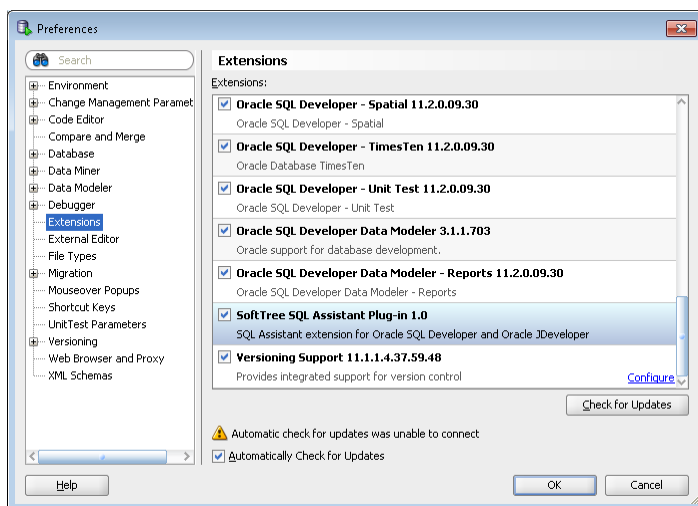 Preferences
Search
Environment
Change Management Paramet
Code Editor
Compare and Merge
Database
Data Miner
Data Modeler
Debugger
Extensions
External Editor
File Types
Migration
Mouseover Popups
Shortcut Keys
UnitTest Parameters
Versioning
Web Browser and Proxy
XML Schemas
Extensions
Extensions:
Oracle SQL Developer - Spatial 11.2.0.09.30
Oracle SQL Developer - Spatial
Oracle SQL Developer - TimesTen 11.2.0.09.30
Oracle Database TimesTen
Oracle SQL Developer - Unit Test 11.2.0.09.30
Oracle SQL Developer - Unit Test
Oracle SQL Developer Data Modeler 3.1.1.703
Oracle support for database development.
Oracle SQL Developer Data Modeler - Reports 11.2.0.09.30
Oracle SQL Developer Data Modeler - Reports
SoftTree SQL Assistant Plug-in 1.0
SQL Assistant extension for Oracle SQL Developer and Oracle JDeveloper
Versioning Support 11.1.1.4.37.59.48
Provides integrated support for version control
Configure
Check for Updates
Automatic check for updates was unable to connect
Automatically Check for Updates
Help
OK
Cancel